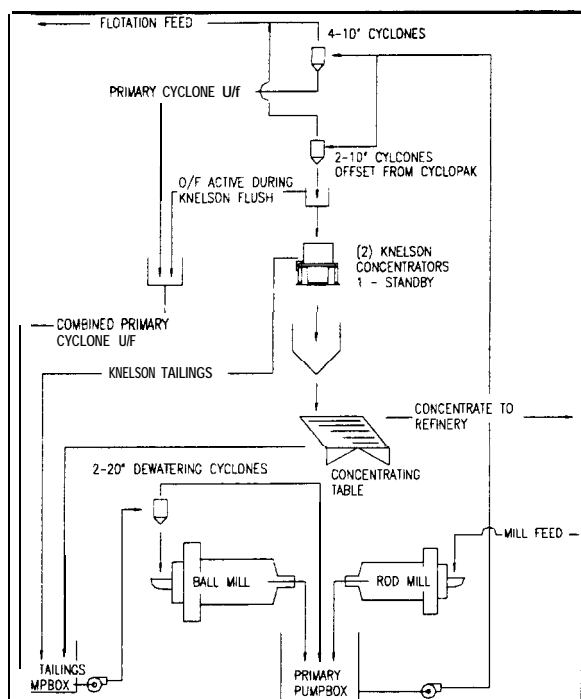 FLOTATION FEED
4-10" CYCLONES
PRIMARY CYCLONE U/f
2-10" CYLCONES
OFFSET FROM CYCLOPAK
O/F ACTIVE DURING
KNELSON FLUSH
(2) KNELSON
CONCENTRATORS
1 - STANDBY
COMBINED PRIMARY
CYCLONE U/F
KNELSON TAILINGS
CONCENTRATE TO
REFINERY
CONCENTRATING
TABLE
2-20" DEWATERING CYCLONES
MILL FEED
BALL MILL
ROD MILL
TAILINGS
MPBOX
PRIMARY
PUMPBOX